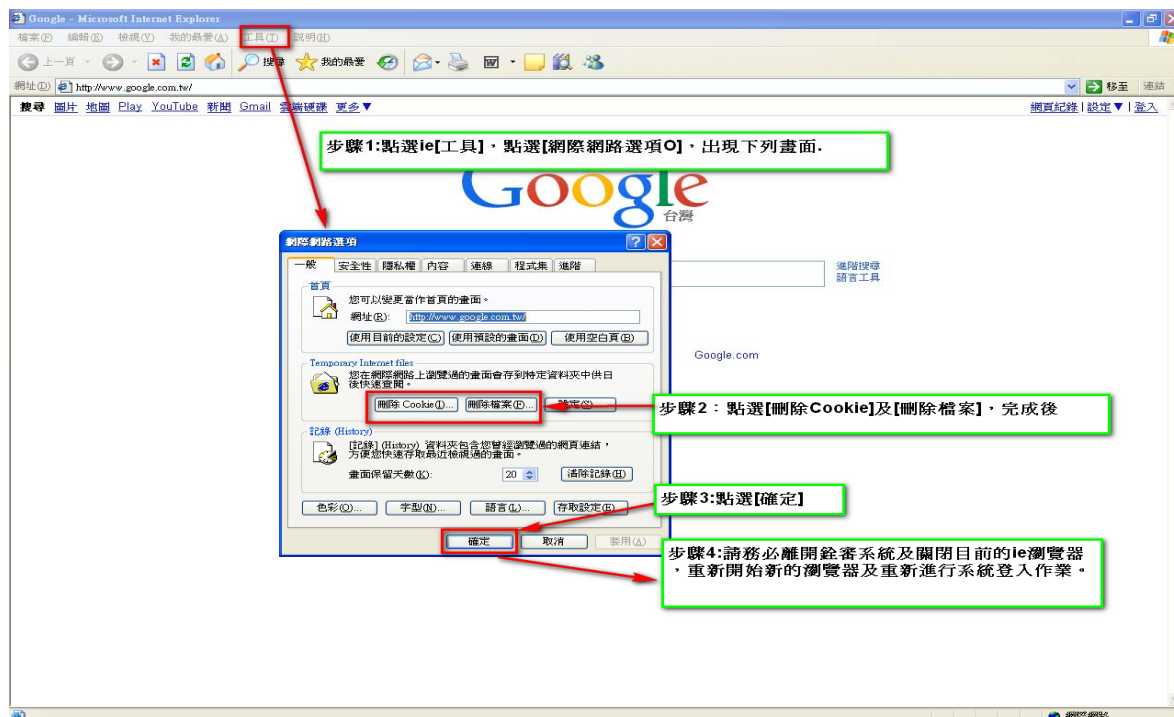 Google - Microsoft Internet Explorer
檔案(F) 編輯(E) 檢視(V) 我的最愛(A) 工具(T) 說明(H)
上一頁 搜尋 我的最愛
網址(D) http://www.google.com.tw/ 移至 連結
搜尋 圖片 地圖 Play YouTube 新聞 Gmail 雲端硬碟 更多▼ 網頁紀錄 | 設定▼ | 登入
步驟1:點選ie[工具],點選[網際網路選項O],出現下列畫面.
Google
台灣
網際網路選項
一般 安全性 隱私權 內容 連線 程式集 進階
進階搜尋
語言工具
首頁
您可以變更當作首頁的畫面。
網址(R): http://www.google.com.tw/
使用目前的設定(C) 使用預設的畫面(D) 使用空白頁(B)
Google.com
Temporary Internet files
您在網際網路上瀏覽過的畫面會存到特定資料夾中供日
後快速查閱。
刪除 Cookie(I)... 刪除檔案(F)... 設定(S)...
步驟2:點選[刪除Cookie]及[刪除檔案],完成後
記錄 (History)
[記錄] (History) 資料夾包含您曾經瀏覽過的網頁連結,
方便您快速存取最近檢視過的畫面。
畫面保留天數(K): 20 清除記錄(H)
步驟3:點選[確定]
色彩(O)... 字型(N)... 語言(L)... 存取設定(E)...
確定 取消 套用(A)
步驟4:請務必離開銓審系統及關閉目前的ie瀏覽器
,重新開始新的瀏覽器及重新進行系統登入作業。
網際網路